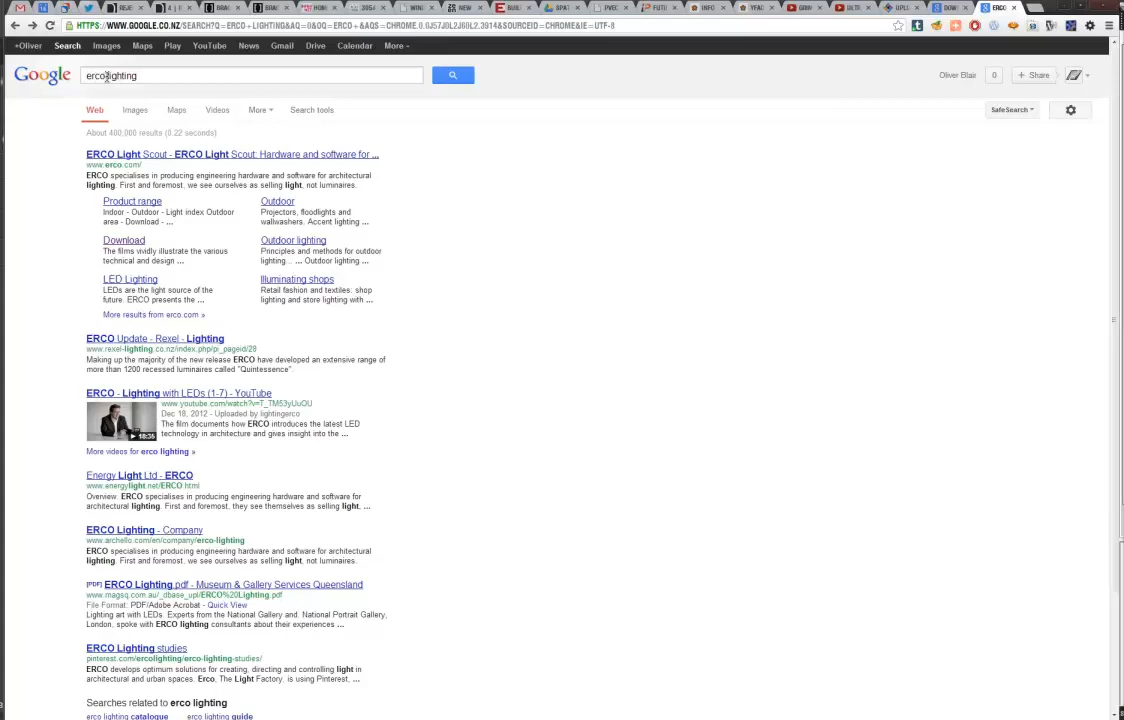 HTTPS://WWW.GOOGLE.CO.NZ/SEARCH?Q=ERCO+LIGHTING&AQ=0&OQ=ERCO+&AQS=CHROME.0.0J57J0L2J60L2.3914&SOURCEID=CHROME&IE=UTF-8
+Oliver Search Images Maps Play YouTube News Gmail Drive Calendar More
Google
erco lighting
Oliver Blair 0 + Share
Web Images Maps Videos More Search tools
SafeSearch
About 400,000 results (0.22 seconds)
ERCO Light Scout - ERCO Light Scout: Hardware and software for ...
www.erco.com/
ERCO specialises in producing engineering hardware and software for architectural
lighting. First and foremost, we see ourselves as selling light, not luminaires.
Product range
Indoor - Outdoor - Light index Outdoor
area - Download - ...
Outdoor
Projectors, floodlights and
wallwashers. Accent lighting ...
Download
The films vividly illustrate the various
technical and design ...
Outdoor lighting
Principles and methods for outdoor
lighting... ... Outdoor lighting ...
LED Lighting
LEDs are the light source of the
future. ERCO presents the ...
Illuminating shops
Retail fashion and textiles: shop
lighting and store lighting with ...
More results from erco.com »
ERCO Update - Rexel - Lighting
www.rexel-lighting.co.nz/index.php/pi_pageid/28
Making up the majority of the new release ERCO have developed an extensive range of
more than 1200 recessed luminaires called "Quintessence".
ERCO - Lighting with LEDs (1-7) - YouTube
www.youtube.com/watch?v=T_TM53yUuOU
Dec 18, 2012 - Uploaded by lightingerco
The film documents how ERCO introduces the latest LED
technology in architecture and gives insight into the ...
18:35
More videos for erco lighting »
Energy Light Ltd - ERCO
www.energylight.net/ERCO.html
Overview. ERCO specialises in producing engineering hardware and software for
architectural lighting. First and foremost, they see themselves as selling light, ...
ERCO Lighting - Company
www.archello.com/en/company/erco-lighting
ERCO specialises in producing engineering hardware and software for architectural
lighting. First and foremost, we see ourselves as selling light, not luminaires.
[PDF] ERCO Lighting.pdf - Museum & Gallery Services Queensland
www.magsq.com.au/_dbase_upl/ERCO%20Lighting.pdf
File Format: PDF/Adobe Acrobat - Quick View
Lighting art with LEDs. Experts from the National Gallery and. National Portrait Gallery,
London, spoke with ERCO lighting consultants about their experiences ...
ERCO Lighting studies
pinterest.com/ercolighting/erco-lighting-studies/
ERCO develops optimum solutions for creating, directing and controlling light in
architectural and urban spaces. Erco, The Light Factory, is using Pinterest, ...
Searches related to erco lighting
erco lighting catalogue erco lighting guide